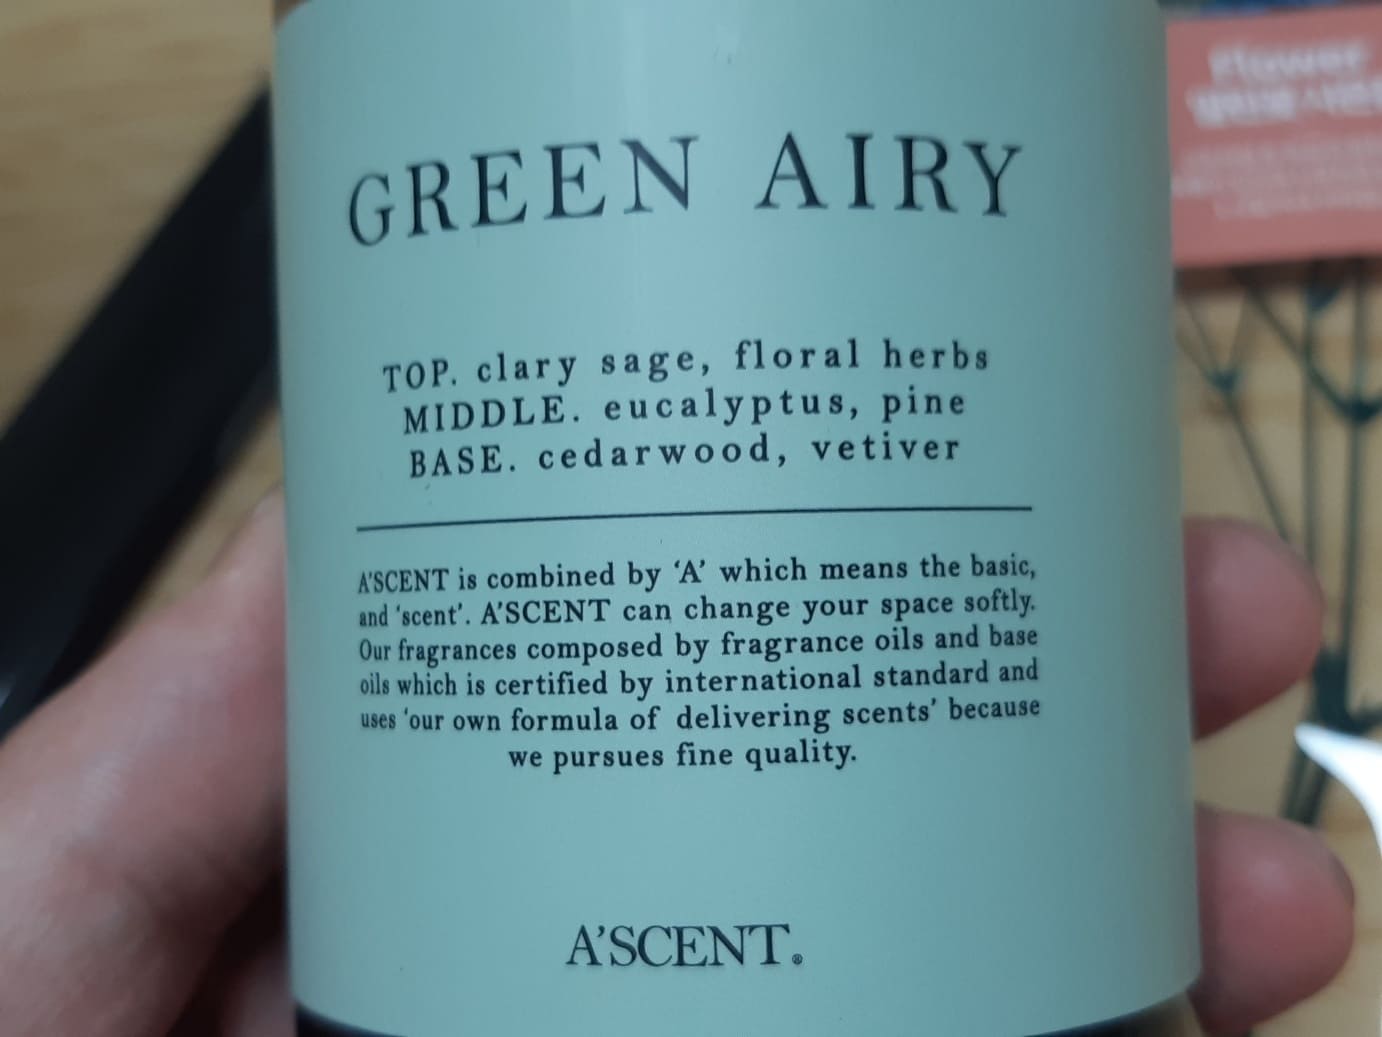 GREEN AIRY
TOP. clary sage, floral herbs
MIDDLE. eucalyptus, pine
BASE. cedarwood, vetiver
A'SCENT is combined by ‘A’ which means the basic,
and ‘scent’. A'SCENT can change your space softly.
Our fragrances composed by fragrance oils and base
oils which is certified by international standard and
uses ‘our own formula of delivering scents’ because
we pursues fine quality.
A'SCENT.®
Flower